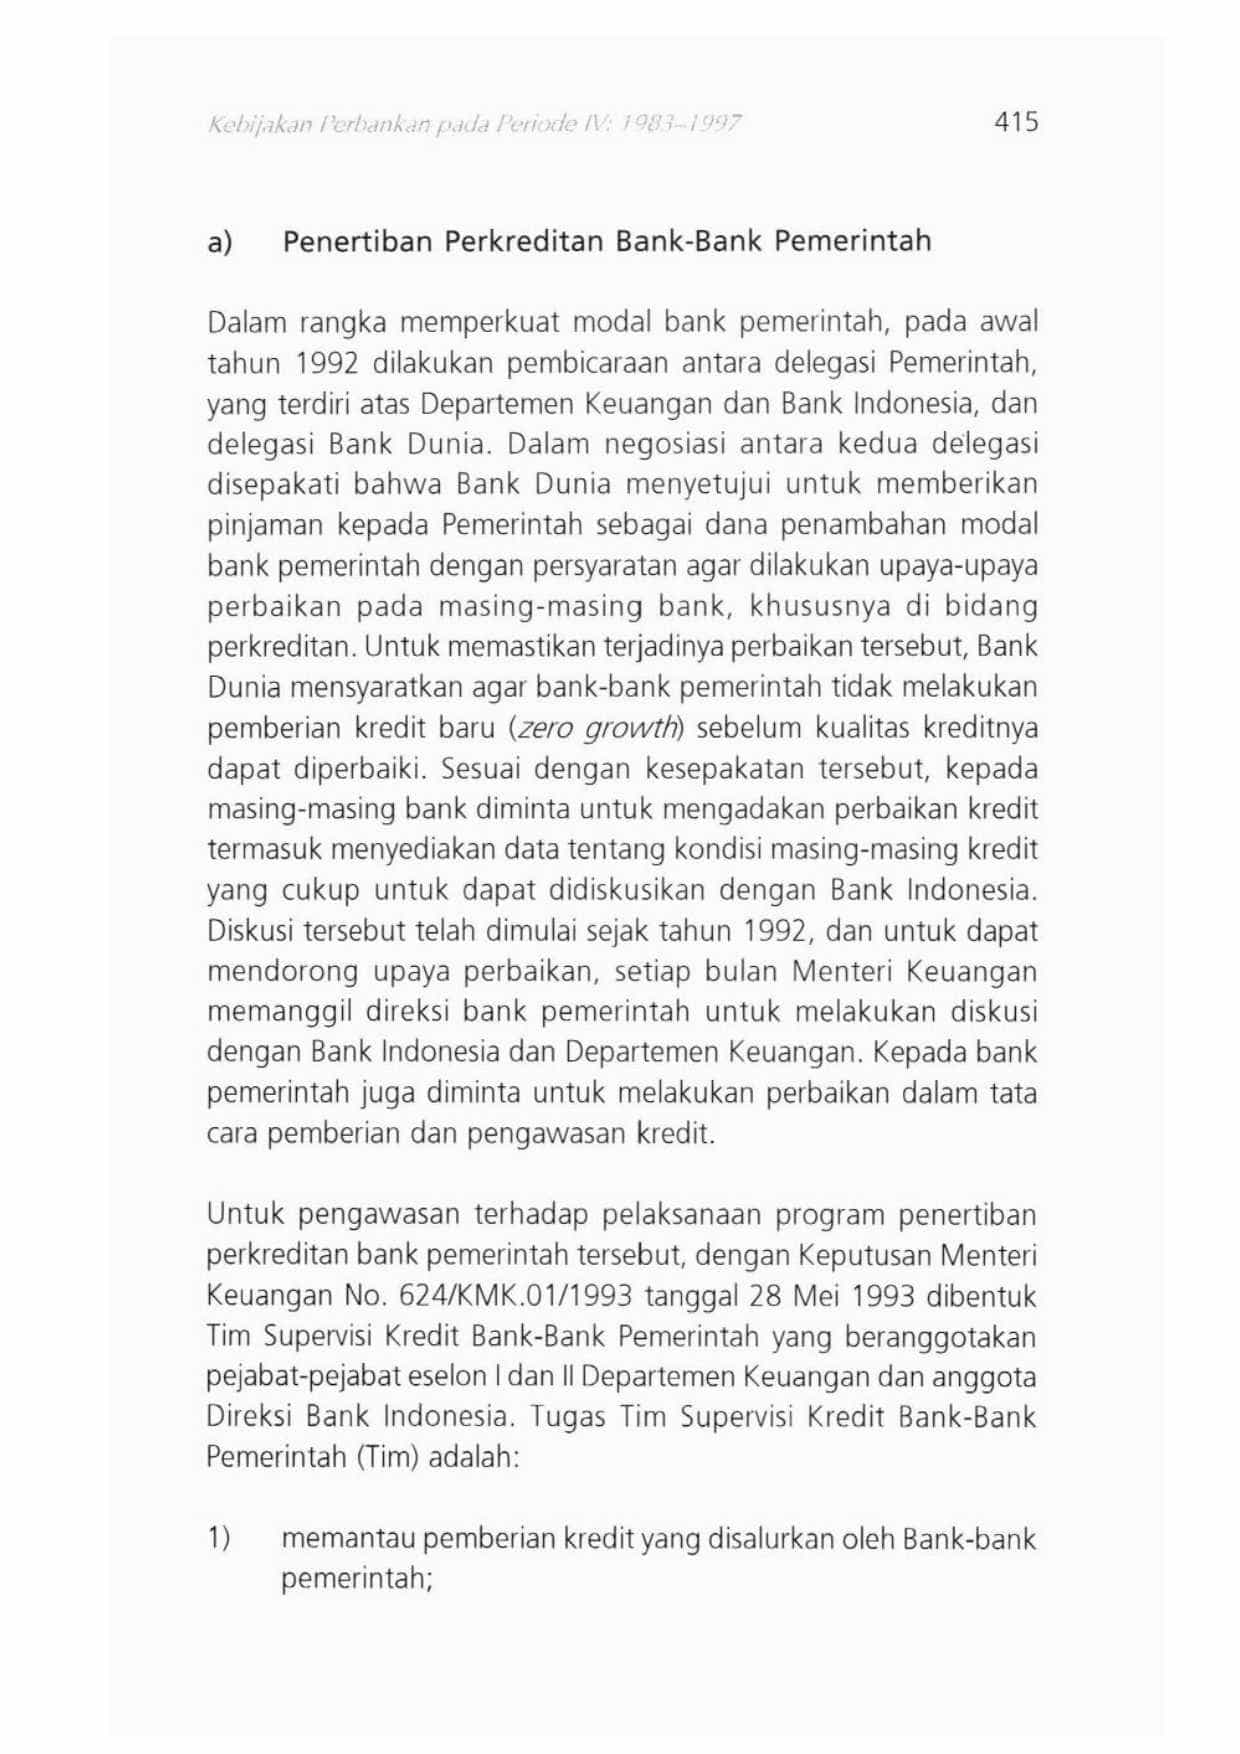 Kebijakan Perbankan pada Periode IV: 1983–1997 415
a) Penertiban Perkreditan Bank-Bank Pemerintah
Dalam rangka memperkuat modal bank pemerintah, pada awal
tahun 1992 dilakukan pembicaraan antara delegasi Pemerintah,
yang terdiri atas Departemen Keuangan dan Bank Indonesia, dan
delegasi Bank Dunia. Dalam negosiasi antara kedua delegasi
disepakati bahwa Bank Dunia menyetujui untuk memberikan
pinjaman kepada Pemerintah sebagai dana penambahan modal
bank pemerintah dengan persyaratan agar dilakukan upaya-upaya
perbaikan pada masing-masing bank, khususnya di bidang
perkreditan. Untuk memastikan terjadinya perbaikan tersebut, Bank
Dunia mensyaratkan agar bank-bank pemerintah tidak melakukan
pemberian kredit baru (zero growth) sebelum kualitas kreditnya
dapat diperbaiki. Sesuai dengan kesepakatan tersebut, kepada
masing-masing bank diminta untuk mengadakan perbaikan kredit
termasuk menyediakan data tentang kondisi masing-masing kredit
yang cukup untuk dapat didiskusikan dengan Bank Indonesia.
Diskusi tersebut telah dimulai sejak tahun 1992, dan untuk dapat
mendorong upaya perbaikan, setiap bulan Menteri Keuangan
memanggil direksi bank pemerintah untuk melakukan diskusi
dengan Bank Indonesia dan Departemen Keuangan. Kepada bank
pemerintah juga diminta untuk melakukan perbaikan dalam tata
cara pemberian dan pengawasan kredit.
Untuk pengawasan terhadap pelaksanaan program penertiban
perkreditan bank pemerintah tersebut, dengan Keputusan Menteri
Keuangan No. 624/KMK.01/1993 tanggal 28 Mei 1993 dibentuk
Tim Supervisi Kredit Bank-Bank Pemerintah yang beranggotakan
pejabat-pejabat eselon I dan II Departemen Keuangan dan anggota
Direksi Bank Indonesia. Tugas Tim Supervisi Kredit Bank-Bank
Pemerintah (Tim) adalah:
1) memantau pemberian kredit yang disalurkan oleh Bank-bank
pemerintah;